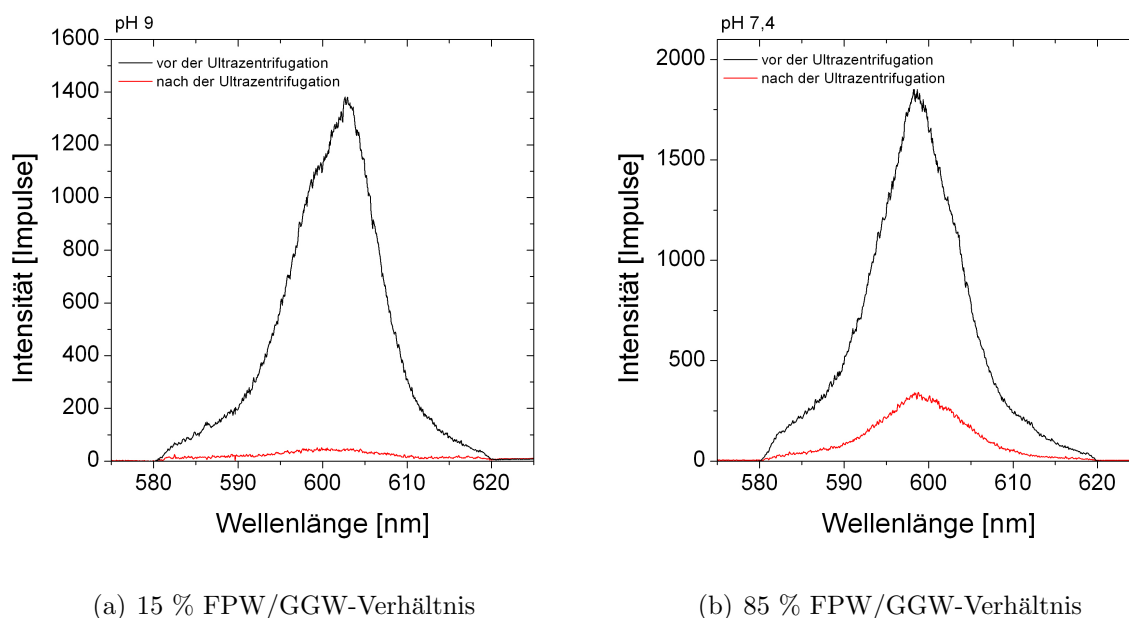 pH 9
1600
1400
1200
1000
800
600
400
200
0
Intensität [Impulse]
vor der Ultrazentrifugation
nach der Ultrazentrifugation
580 590 600 610 620
Wellenlänge [nm]
(a) 15 % FPW/GGW-Verhältnis
pH 7,4
2000
1500
1000
500
0
Intensität [Impulse]
vor der Ultrazentrifugation
nach der Ultrazentrifugation
580 590 600 610 620
Wellenlänge [nm]
(b) 85 % FPW/GGW-Verhältnis